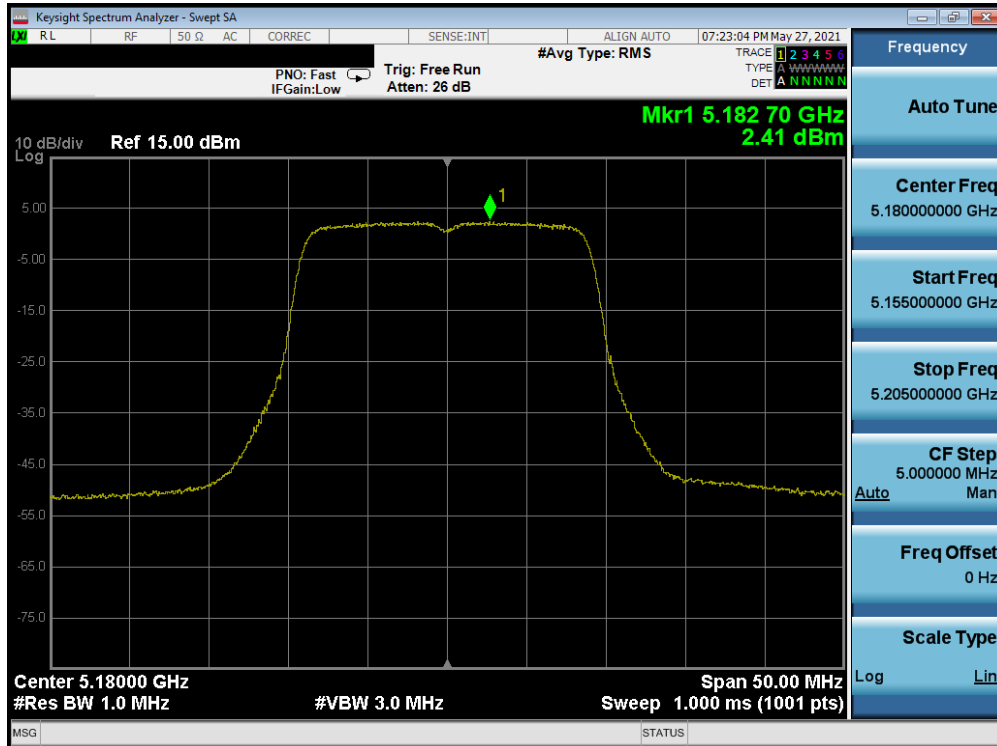 Keysight Spectrum Analyzer - Swept SA
LXI RL RF 50 Ω AC CORREC SENSE:INT ALIGN AUTO 07:23:04 PM May 27, 2021
PNO: Fast
IFGain:Low
Trig: Free Run
Atten: 26 dB
#Avg Type: RMS
TRACE 1 2 3 4 5 6
TYPE A WWWWW
DET A N N N N N
Mkr1 5.182 70 GHz
2.41 dBm
10 dB/div Ref 15.00 dBm
Log
1
5.00
-5.00
-15.0
-25.0
-35.0
-45.0
-55.0
-65.0
-75.0
Center 5.18000 GHz Span 50.00 MHz
#Res BW 1.0 MHz #VBW 3.0 MHz Sweep 1.000 ms (1001 pts)
MSG STATUS
Frequency
Auto Tune
Center Freq
5.180000000 GHz
Start Freq
5.155000000 GHz
Stop Freq
5.205000000 GHz
CF Step
5.000000 MHz
Auto Man
Freq Offset
0 Hz
Scale Type
Log Lin